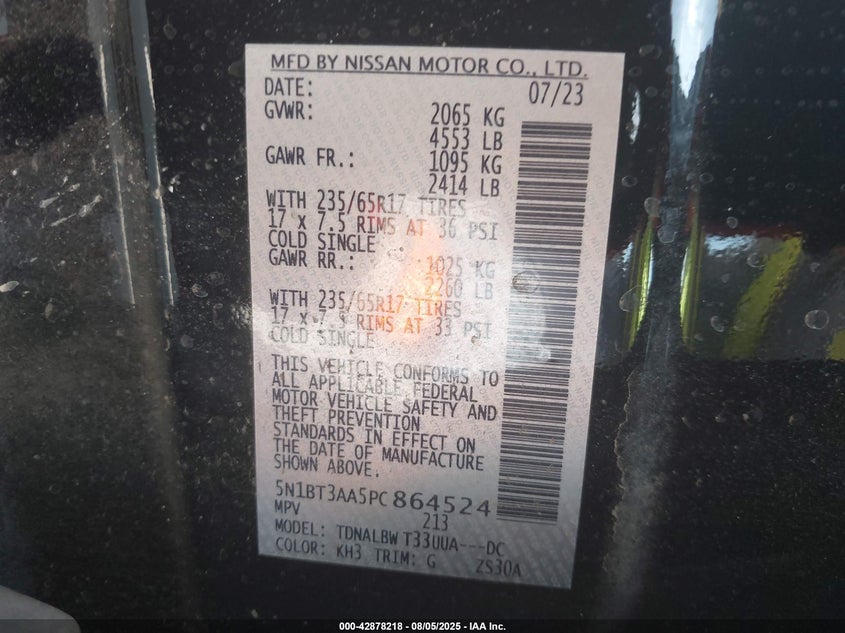 MFD BY NISSAN MOTOR CO., LTD.
DATE: 07/23
GVWR: 2065 KG
4553 LB
GAWR FR.: 1095 KG
2414 LB
WITH 235/65R17 TIRES
17 x 7.5 RIMS AT 36 PSI
COLD SINGLE
GAWR RR.: 1025 KG
2260 LB
WITH 235/65R17 TIRES
17 x 7.5 RIMS AT 33 PSI
COLD SINGLE
THIS VEHICLE CONFORMS TO
ALL APPLICABLE FEDERAL
MOTOR VEHICLE SAFETY AND
THEFT PREVENTION
STANDARDS IN EFFECT ON
THE DATE OF MANUFACTURE
SHOWN ABOVE.
5N1BT3AA5PC864524
MPV 213
MODEL: TDNALBW T33UUA---DC
COLOR: KH3 TRIM: G ZS30A
000-42878218 - 08/05/2025 - IAA Inc.